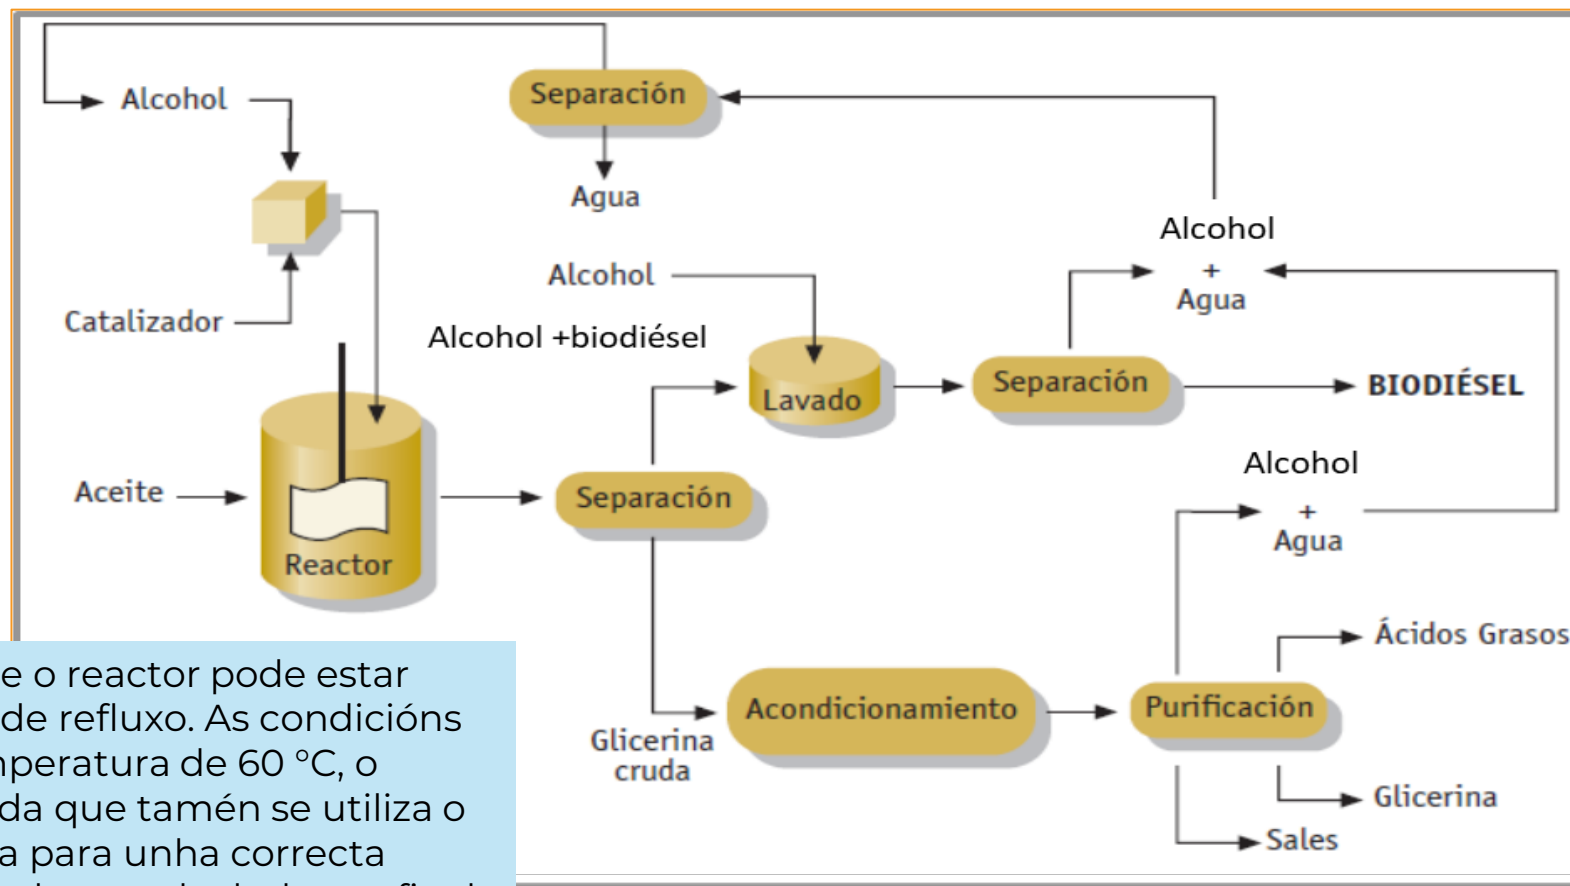 Alcohol
Separación
Agua
Alcohol
+
Agua
Alcohol
Catalizador
Alcohol +biodiésel
Lavado
Separación
BIODIÉSEL
Alcohol
+
Agua
Aceite
Reactor
Separación
Ácidos Grasos
Glicerina
cruda
Acondicionamiento
Purificación
Glicerina
Sales
e o reactor pode estar
de refluxo. As condicións
peratura de 60 °C, o
da que tamén se utiliza o
a para unha correcta